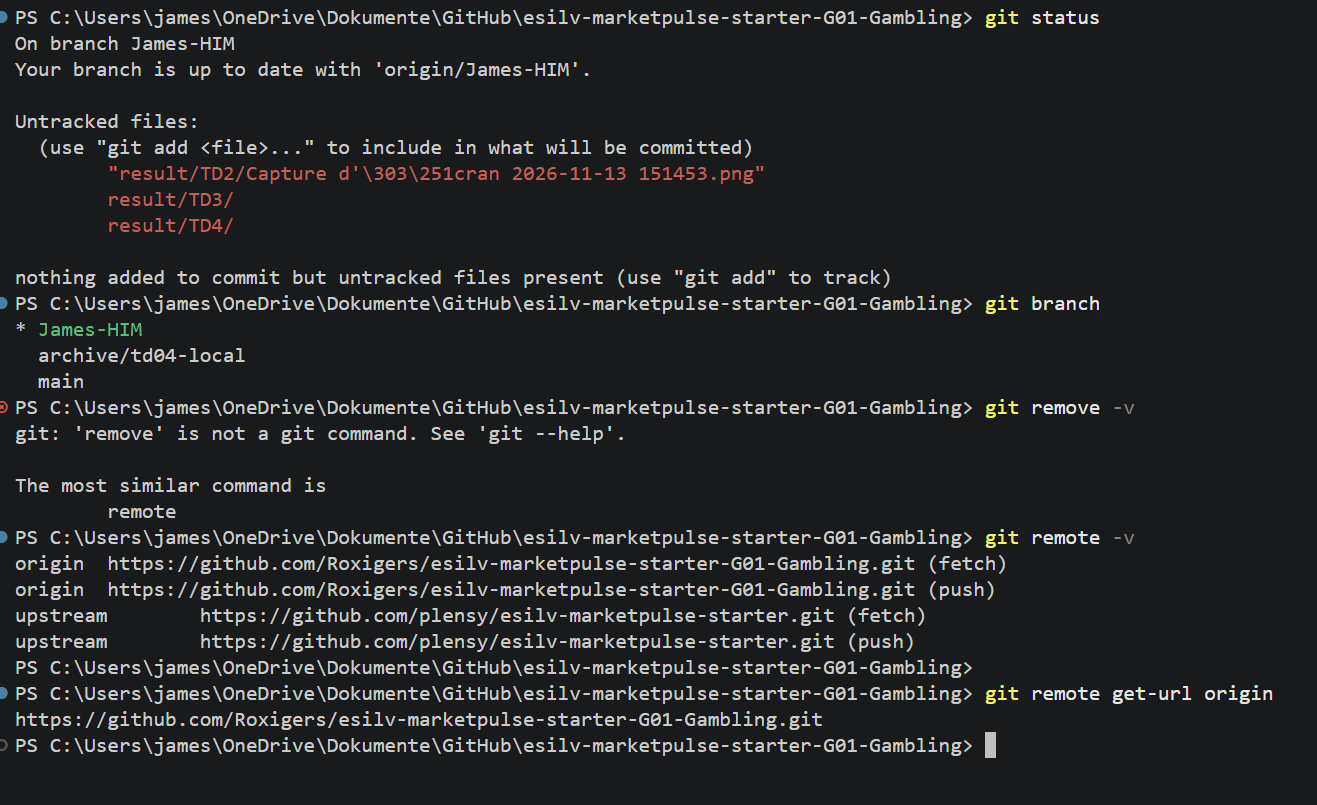 PS C:\Users\james\OneDrive\Dokumente\GitHub\esilv-marketpulse-starter-G01-Gambling> git status
On branch James-HIM
Your branch is up to date with 'origin/James-HIM'.
Untracked files:
  (use "git add <file>..." to include in what will be committed)
        "result/TD2/Capture d'\303\251cran 2026-11-13 151453.png"
        result/TD3/
        result/TD4/
nothing added to commit but untracked files present (use "git add" to track)
PS C:\Users\james\OneDrive\Dokumente\GitHub\esilv-marketpulse-starter-G01-Gambling> git branch
* James-HIM
  archive/td04-local
  main
PS C:\Users\james\OneDrive\Dokumente\GitHub\esilv-marketpulse-starter-G01-Gambling> git remove -v
git: 'remove' is not a git command. See 'git --help'.
The most similar command is
        remote
PS C:\Users\james\OneDrive\Dokumente\GitHub\esilv-marketpulse-starter-G01-Gambling> git remote -v
origin  https://github.com/Roxigers/esilv-marketpulse-starter-G01-Gambling.git (fetch)
origin  https://github.com/Roxigers/esilv-marketpulse-starter-G01-Gambling.git (push)
upstream        https://github.com/plensy/esilv-marketpulse-starter.git (fetch)
upstream        https://github.com/plensy/esilv-marketpulse-starter.git (push)
PS C:\Users\james\OneDrive\Dokumente\GitHub\esilv-marketpulse-starter-G01-Gambling>
PS C:\Users\james\OneDrive\Dokumente\GitHub\esilv-marketpulse-starter-G01-Gambling> git remote get-url origin
https://github.com/Roxigers/esilv-marketpulse-starter-G01-Gambling.git
PS C:\Users\james\OneDrive\Dokumente\GitHub\esilv-marketpulse-starter-G01-Gambling>